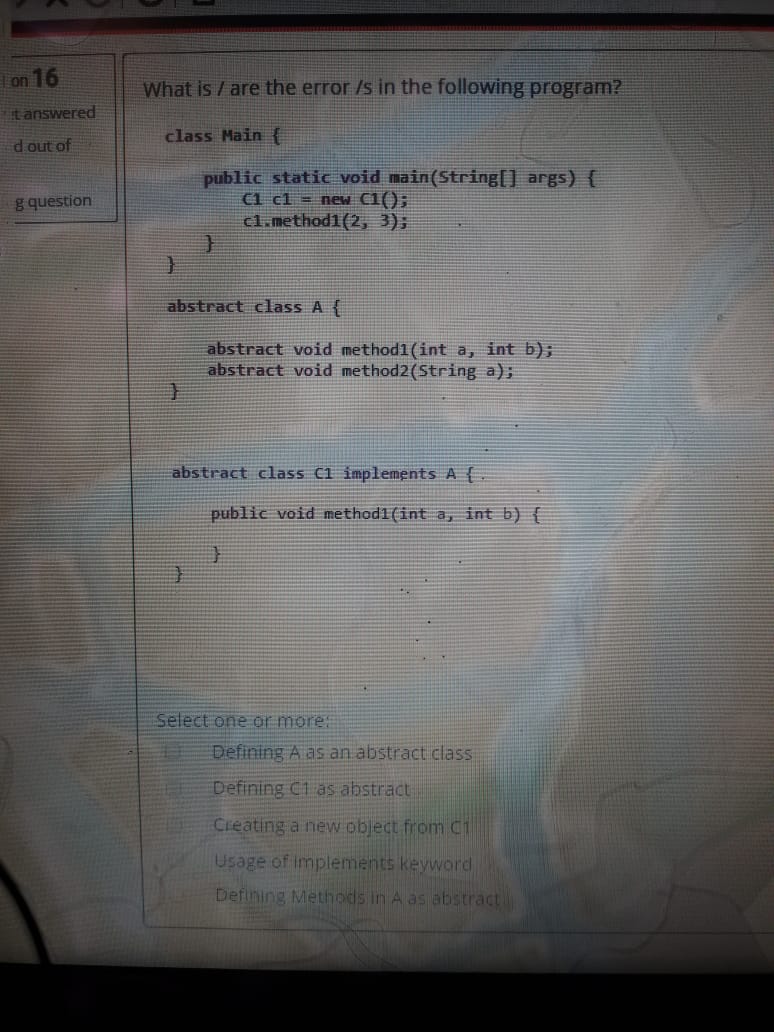 on 16
t answered
d out of
g question
What is / are the error /s in the following program?
class Main {
public static void main(String[] args) {
C1 c1 = new C1();
c1.method1(2, 3);
}
}
abstract class A {
abstract void method1(int a, int b);
abstract void method2(String a);
}
abstract class C1 implements A {
public void method1(int a, int b) {
}
}
Select one or more:
Defining A as an abstract class
Defining C1 as abstract
Creating a new object from C1
Usage of implements keyword
Defining Methods in A as abstract